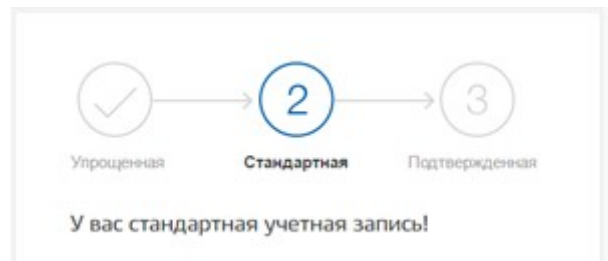 2 3
Упрощенная Стандартная Подтвержденная
У вас стандартная учетная запись!